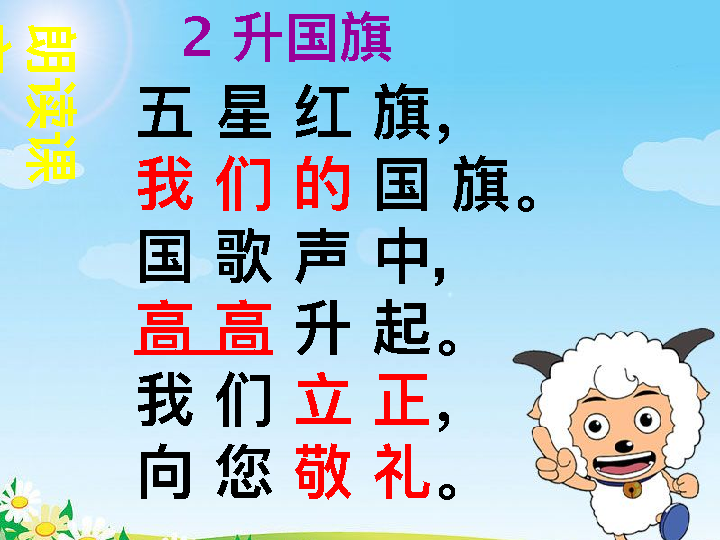 朗读课
2 升国旗
五 星 红 旗，
我 们 的 国 旗。
国 歌 声 中，
高 高 升 起。
我 们 立 正，
向 您 敬 礼。